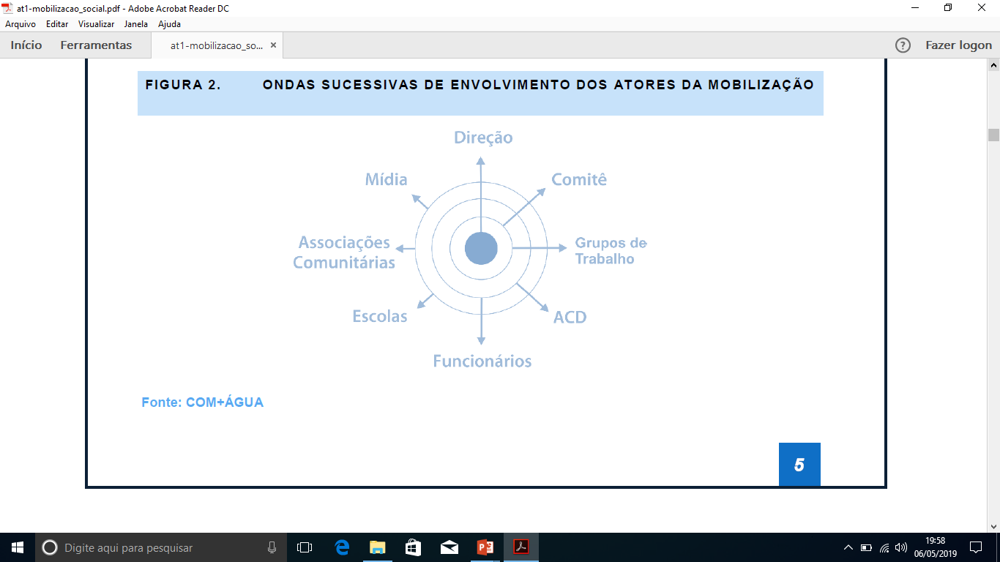 at1-mobilizacao_social.pdf - Adobe Acrobat Reader DC
Arquivo Editar Visualizar Janela Ajuda
Início Ferramentas at1-mobilizacao_so... × ? Fazer logon
FIGURA 2. ONDAS SUCESSIVAS DE ENVOLVIMENTO DOS ATORES DA MOBILIZAÇÃO
Direção
Mídia
Comitê
Associações
Comunitárias
Grupos de
Trabalho
Escolas
ACD
Funcionários
Fonte: COM+ÁGUA
5
Digite aqui para pesquisar
19:58
06/05/2019